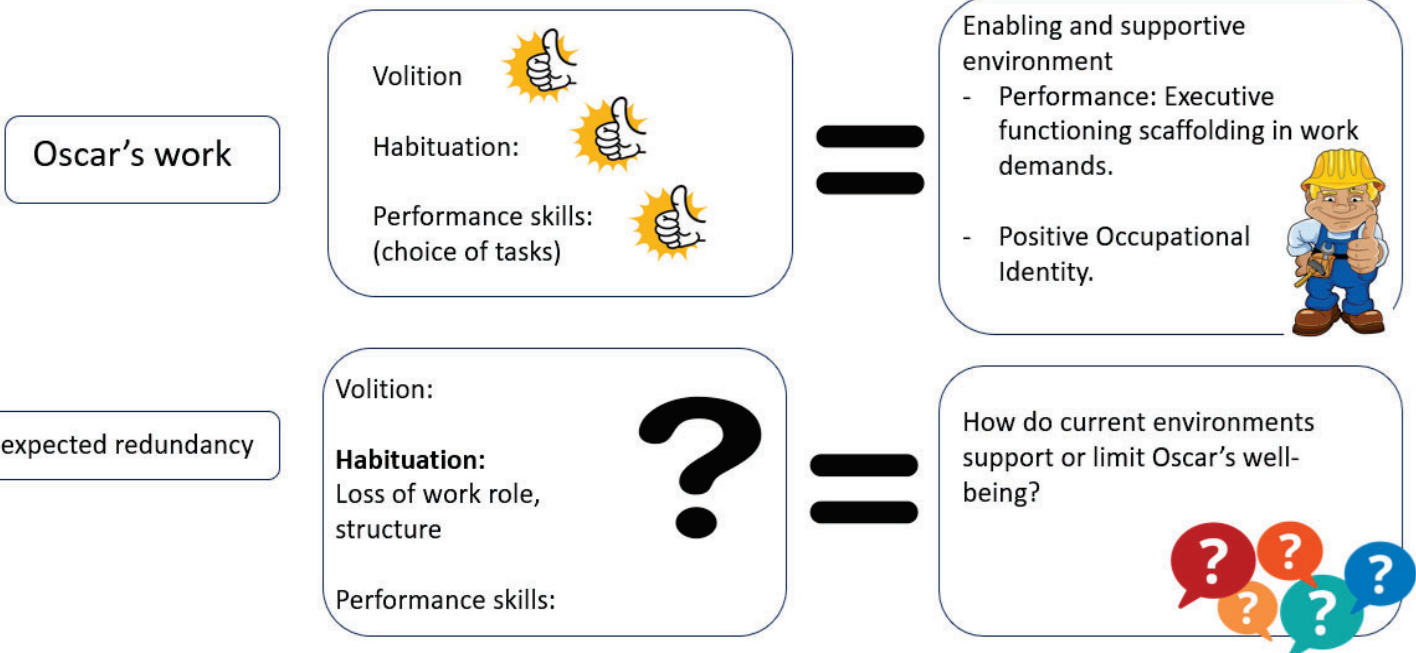 Oscar's work
Volition
Habituation:
Performance skills:
(choice of tasks)
Enabling and supportive
environment
- Performance: Executive
functioning scaffolding in work
demands.
- Positive Occupational
Identity.
expected redundancy
Volition:
Habituation:
Loss of work role,
structure
Performance skills:
?
How do current environments
support or limit Oscar's well-
being?
? ? ? ? ?